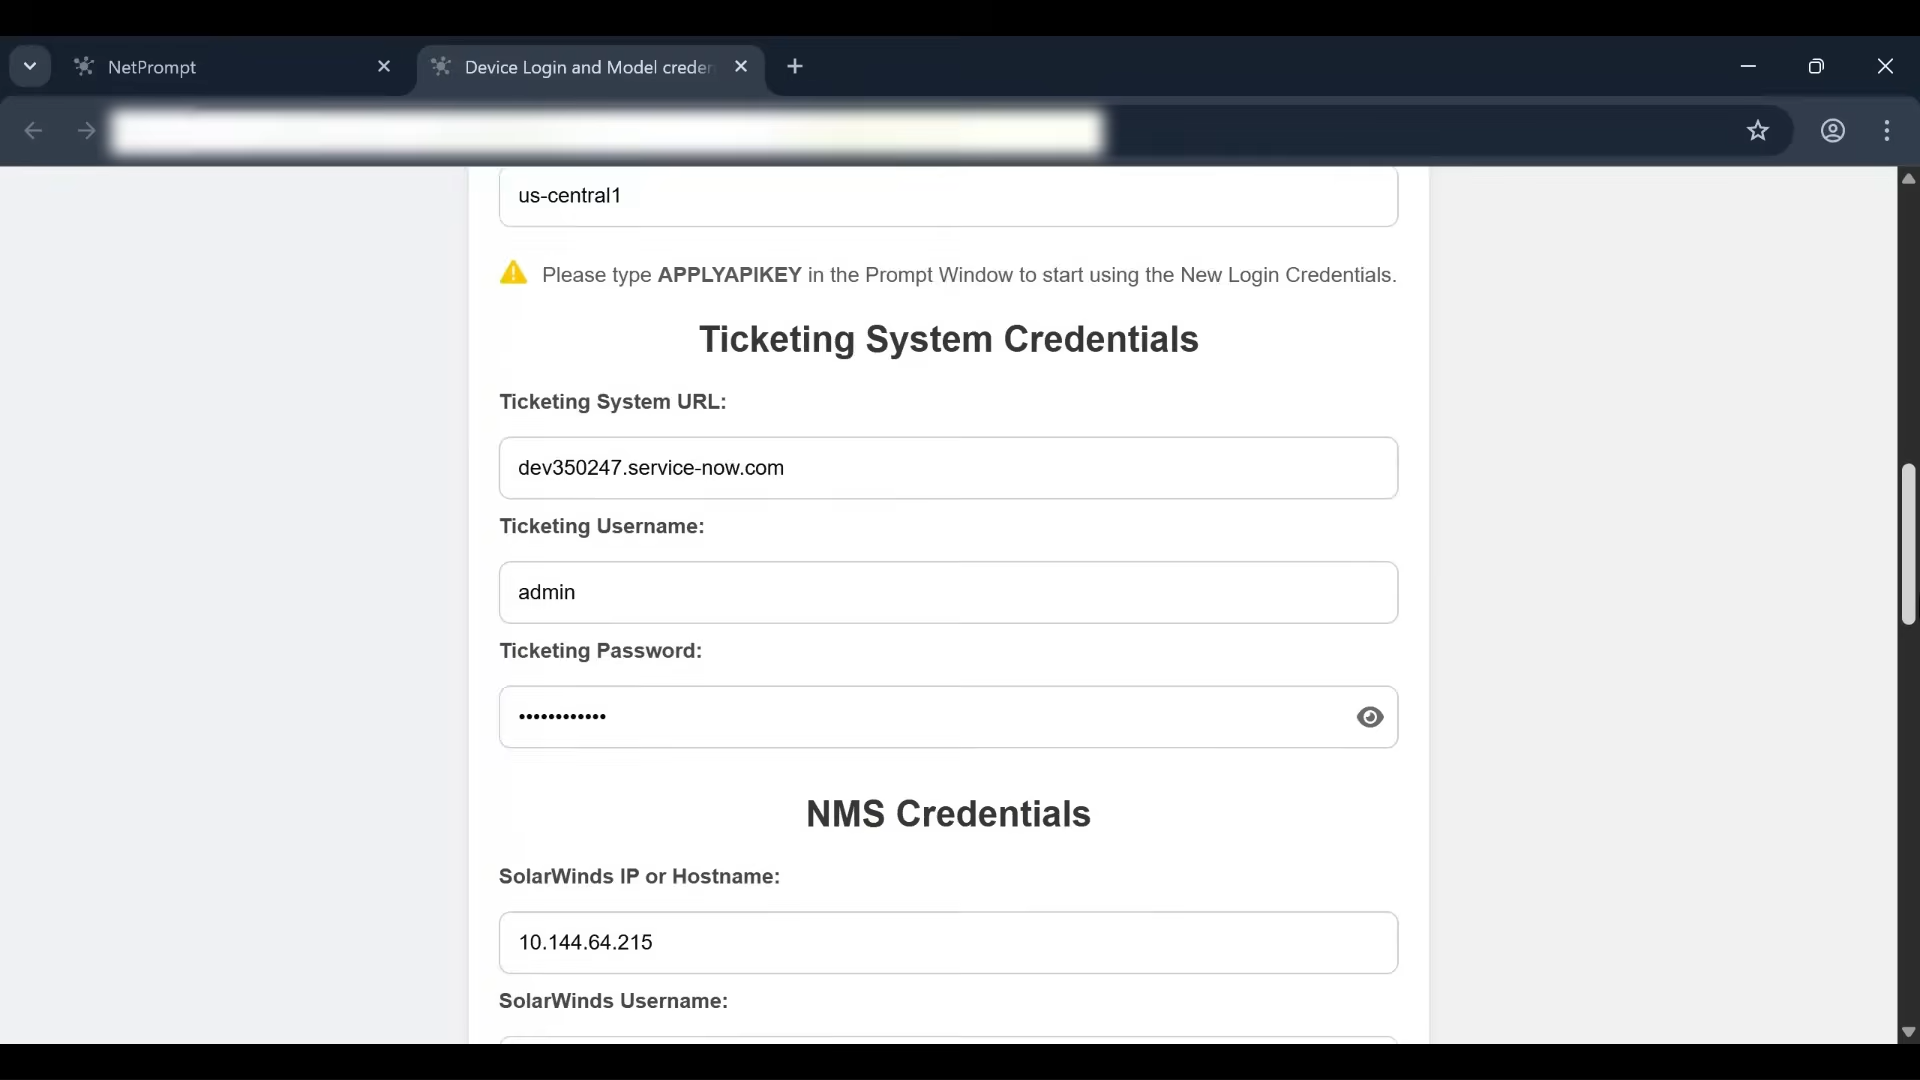 NetPrompt
Device Login and Model creder
us-central1
Please type APPLYAPIKEY in the Prompt Window to start using the New Login Credentials.
Ticketing System Credentials
Ticketing System URL:
dev350247.service-now.com
Ticketing Username:
admin
Ticketing Password:
••••••••••••
NMS Credentials
SolarWinds IP or Hostname:
10.144.64.215
SolarWinds Username: